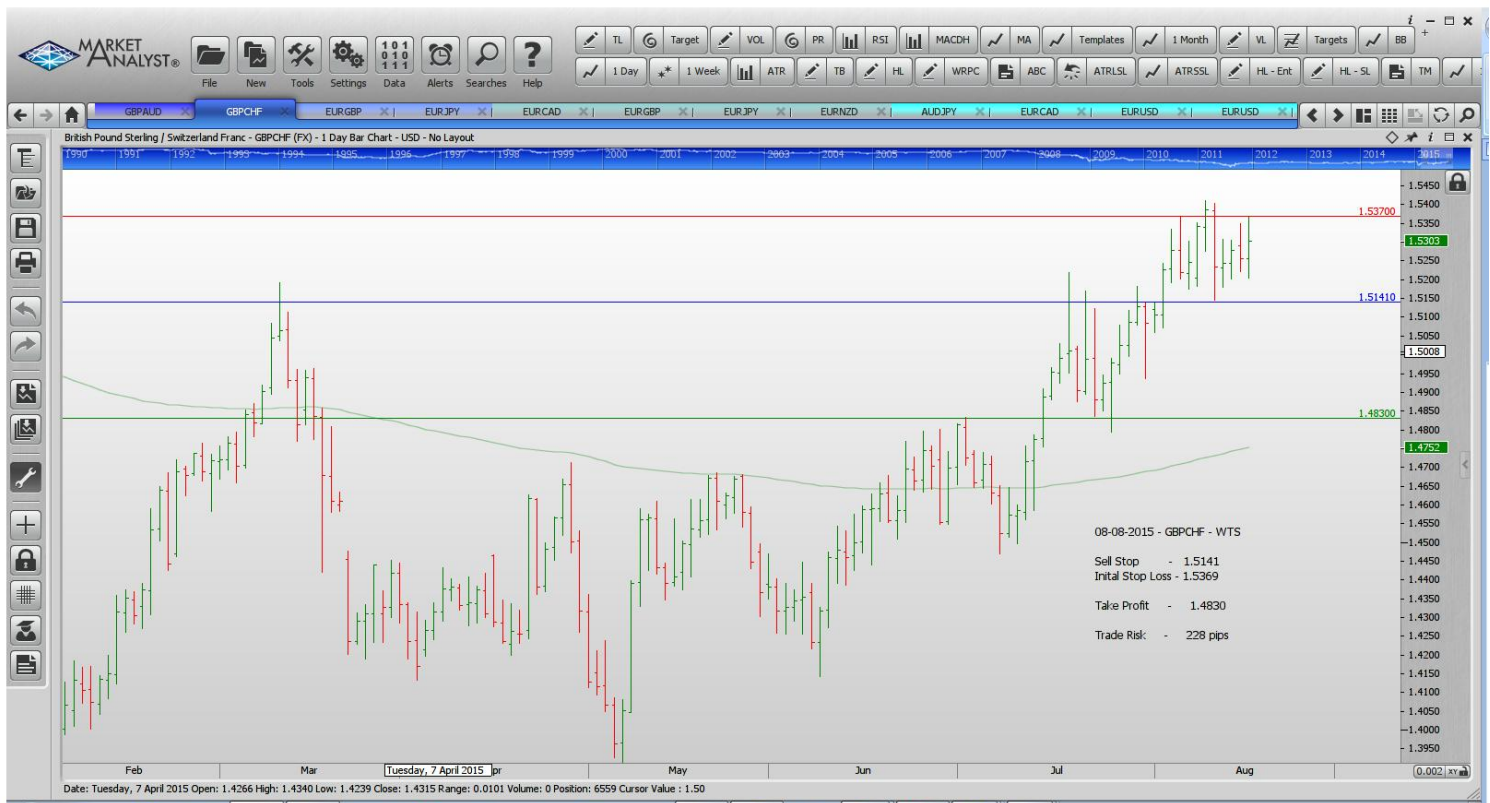 MARKET
ANALYST®
File New Tools Settings Data Alerts Searches Help
i
TL Target VOL PR RSI MACDH MA Templates 1 Month VL Targets BB +
1 Day 1 Week ATR TB HL WRPC ABC ATRLSL ATRSSL HL - Ent HL - SL TM
GBPAUD X GBPCHF X EURGBP X EURJPY X EURCAD X EURGBP X EURJPY X EURNZD X AUDJPY X EURCAD X EURUSD X EURUSD X
British Pound Sterling / Switzerland Franc - GBPCHF (FX) - 1 Day Bar Chart - USD - No Layout
1990 1991 1992 1993 1994 1995 1996 1997 1998 1999 2000 2001 2002 2003 2004 2005 2006 2007 2008 2009 2010 2011 2012 2013 2014 2015
1.5450
1.5400
1.53700
1.5350
1.5303
1.5250
1.5200
1.51410
1.5150
1.5100
1.5050
1.5008
1.4950
1.4900
1.48300
1.4850
1.4800
1.4752
1.4700
1.4650
1.4600
1.4550
1.4500
1.4450
1.4400
1.4350
1.4300
1.4250
1.4200
1.4150
1.4100
1.4050
1.4000
1.3950
08-08-2015 - GBPCHF - WTS
Sell Stop - 1.5141
Inital Stop Loss - 1.5369
Take Profit - 1.4830
Trade Risk - 228 pips
Feb Mar Tuesday, 7 April 2015 pr May Jun Jul Aug
0.002 XY
Date: Tuesday, 7 April 2015 Open: 1.4266 High: 1.4340 Low: 1.4239 Close: 1.4315 Range: 0.0101 Volume: 0 Position: 6559 Cursor Value : 1.50